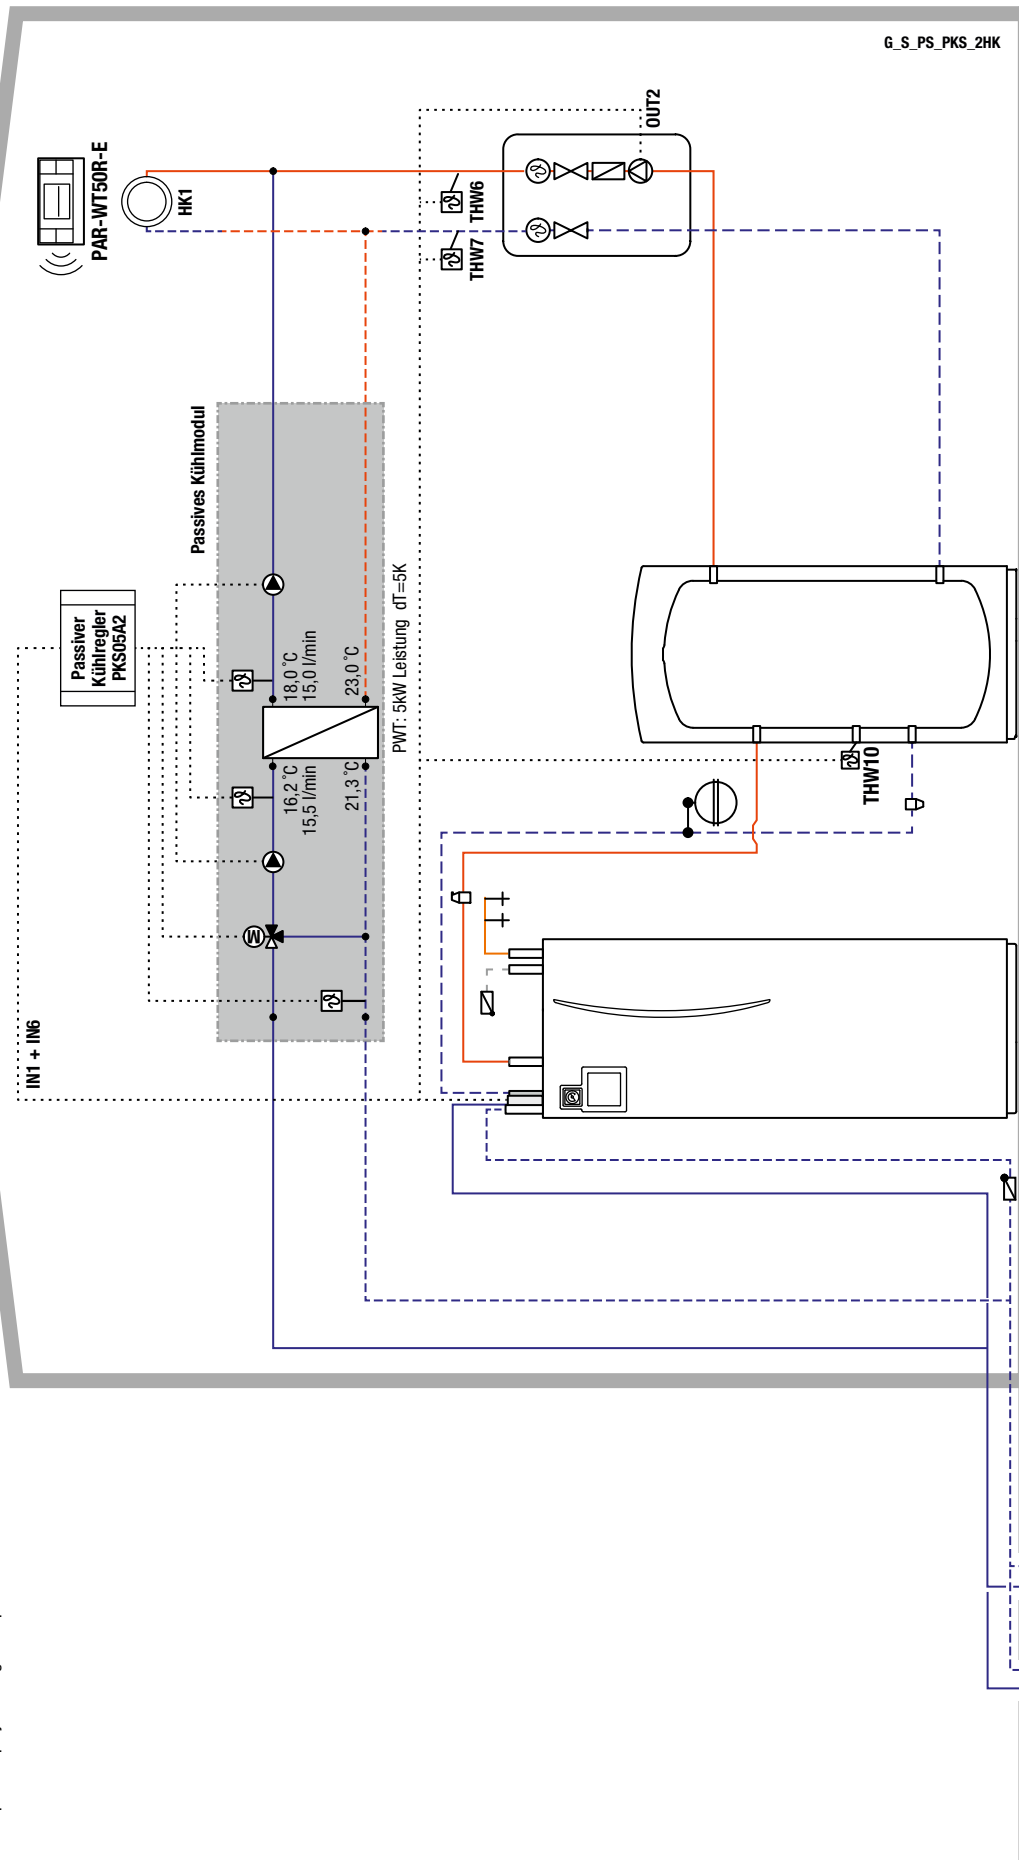 G_S_PS_PKS_2HK
PAR-WT50R-E
HK1
OUT2
THW6
THW7
Passives Kühlmodul
Passiver
Kühlregler
PKS05A2
18,0 °C
15,0 l/min
23,0 °C
PWT: 5kW Leistung dT=5K
16,2 °C
15,5 l/min
21,3 °C
THW10
M
IN1 + IN6